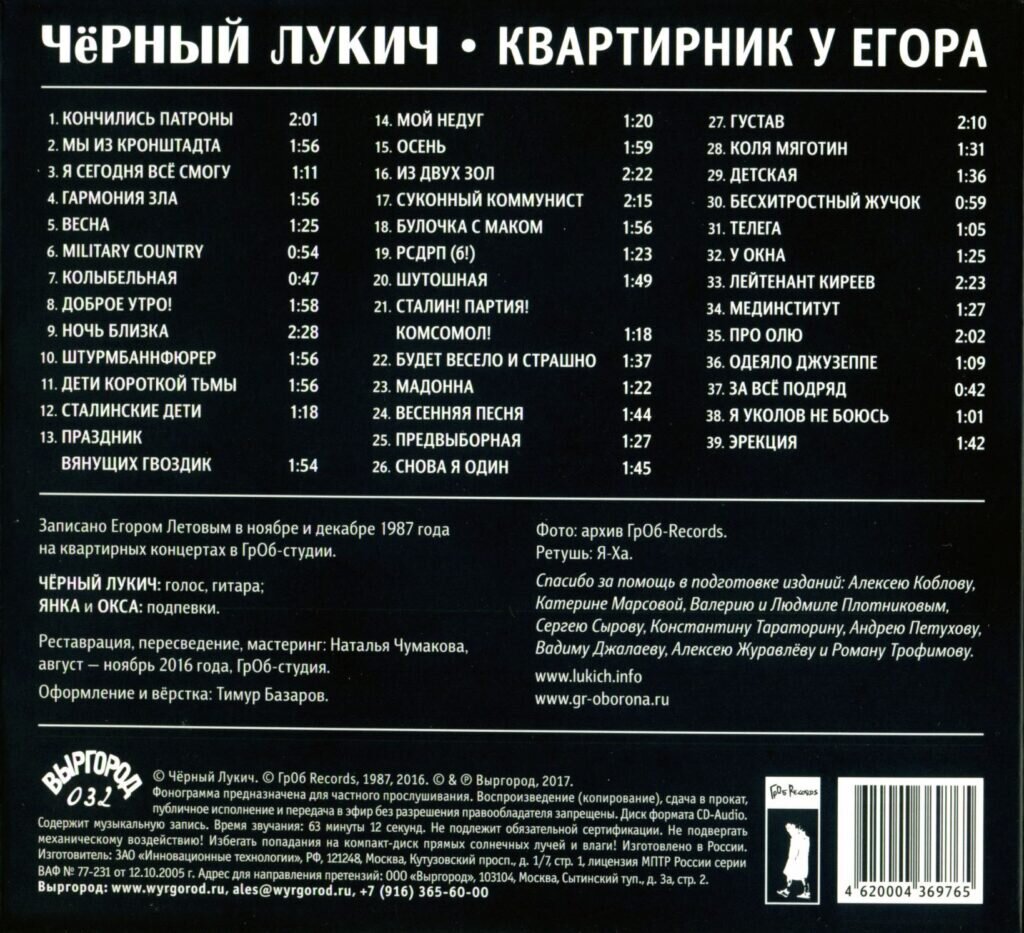 ЧёРНЫЙ ЛУКИЧ • КВАРТИРНИК У ЕГОРА
1. КОНЧИЛИСЬ ПАТРОНЫ 2:01
2. МЫ ИЗ КРОНШТАДТА 1:56
3. Я СЕГОДНЯ ВСЁ СМОГУ 1:11
4. ГАРМОНИЯ ЗЛА 1:56
5. ВЕСНА 1:25
6. MILITARY COUNTRY 0:54
7. КОЛЫБЕЛЬНАЯ 0:47
8. ДОБРОЕ УТРО! 1:58
9. НОЧЬ БЛИЗКА 2:28
10. ШТУРМБАННФЮРЕР 1:56
11. ДЕТИ КОРОТКОЙ ТЬМЫ 1:56
12. СТАЛИНСКИЕ ДЕТИ 1:18
13. ПРАЗДНИК
ВЯНУЩИХ ГВОЗДИК 1:54
14. МОЙ НЕДУГ 1:20
15. ОСЕНЬ 1:59
16. ИЗ ДВУХ ЗОЛ 2:22
17. СУКОННЫЙ КОММУНИСТ 2:15
18. БУЛОЧКА С МАКОМ 1:56
19. РСДРП (б!) 1:23
20. ШУТОШНАЯ 1:49
21. СТАЛИН! ПАРТИЯ!
КОМСОМОЛ! 1:18
22. БУДЕТ ВЕСЕЛО И СТРАШНО 1:37
23. МАДОННА 1:22
24. ВЕСЕННЯЯ ПЕСНЯ 1:44
25. ПРЕДВЫБОРНАЯ 1:27
26. СНОВА Я ОДИН 1:45
27. ГУСТАВ 2:10
28. КОЛЯ МЯГОТИН 1:31
29. ДЕТСКАЯ 1:36
30. БЕСХИТРОСТНЫЙ ЖУЧОК 0:59
31. ТЕЛЕГА 1:05
32. У ОКНА 1:25
33. ЛЕЙТЕНАНТ КИРЕЕВ 2:23
34. МЕДИНСТИТУТ 1:27
35. ПРО ОЛЮ 2:02
36. ОДЕЯЛО ДЖУЗЕППЕ 1:09
37. ЗА ВСЁ ПОДРЯД 0:42
38. Я УКОЛОВ НЕ БОЮСЬ 1:01
39. ЭРЕКЦИЯ 1:42
Записано Егором Летовым в ноябре и декабре 1987 года
на квартирных концертах в ГрОб-студии.
ЧЁРНЫЙ ЛУКИЧ: голос, гитара;
ЯНКА и ОКСА: подпевки.
Реставрация, пересведение, мастеринг: Наталья Чумакова,
август — ноябрь 2016 года, ГрОб-студия.
Оформление и вёрстка: Тимур Базаров.
Фото: архив ГрОб-Records.
Ретушь: Я-Ха.
Спасибо за помощь в подготовке изданий: Алексею Коблову,
Катерине Марсовой, Валерию и Людмиле Плотниковым,
Сергею Сырову, Константину Тараторину, Андрею Петухову,
Вадиму Джалаеву, Алексею Журавлёву и Роману Трофимову.
www.lukich.info
www.gr-oborona.ru
ВЫРГОРОД
032
© Чёрный Лукич. © ГрОб Records, 1987, 2016. © & ℗ Выргород, 2017.
Фонограмма предназначена для частного прослушивания. Воспроизведение (копирование), сдача в прокат,
публичное исполнение и передача в эфир без разрешения правообладателя запрещены. Диск формата CD-Audio.
Содержит музыкальную запись. Время звучания: 63 минуты 12 секунд. Не подлежит обязательной сертификации. Не подвергать
механическому воздействию! Избегать попадания на компакт-диск прямых солнечных лучей и влаги! Изготовлено в России.
Изготовитель: ЗАО «Инновационные технологии», РФ, 121248, Москва, Кутузовский просп., д. 1/7, стр. 1, лицензия МПТР России серии
ВАФ № 77-231 от 12.10.2005 г. Адрес для направления претензий: ООО «Выргород», 103104, Москва, Сытинский туп., д. 3а, стр. 2.
Выргород: www.wyrgorod.ru, ales@wyrgorod.ru, +7 (916) 365-60-00
ГрОб Records
4 620004 369765